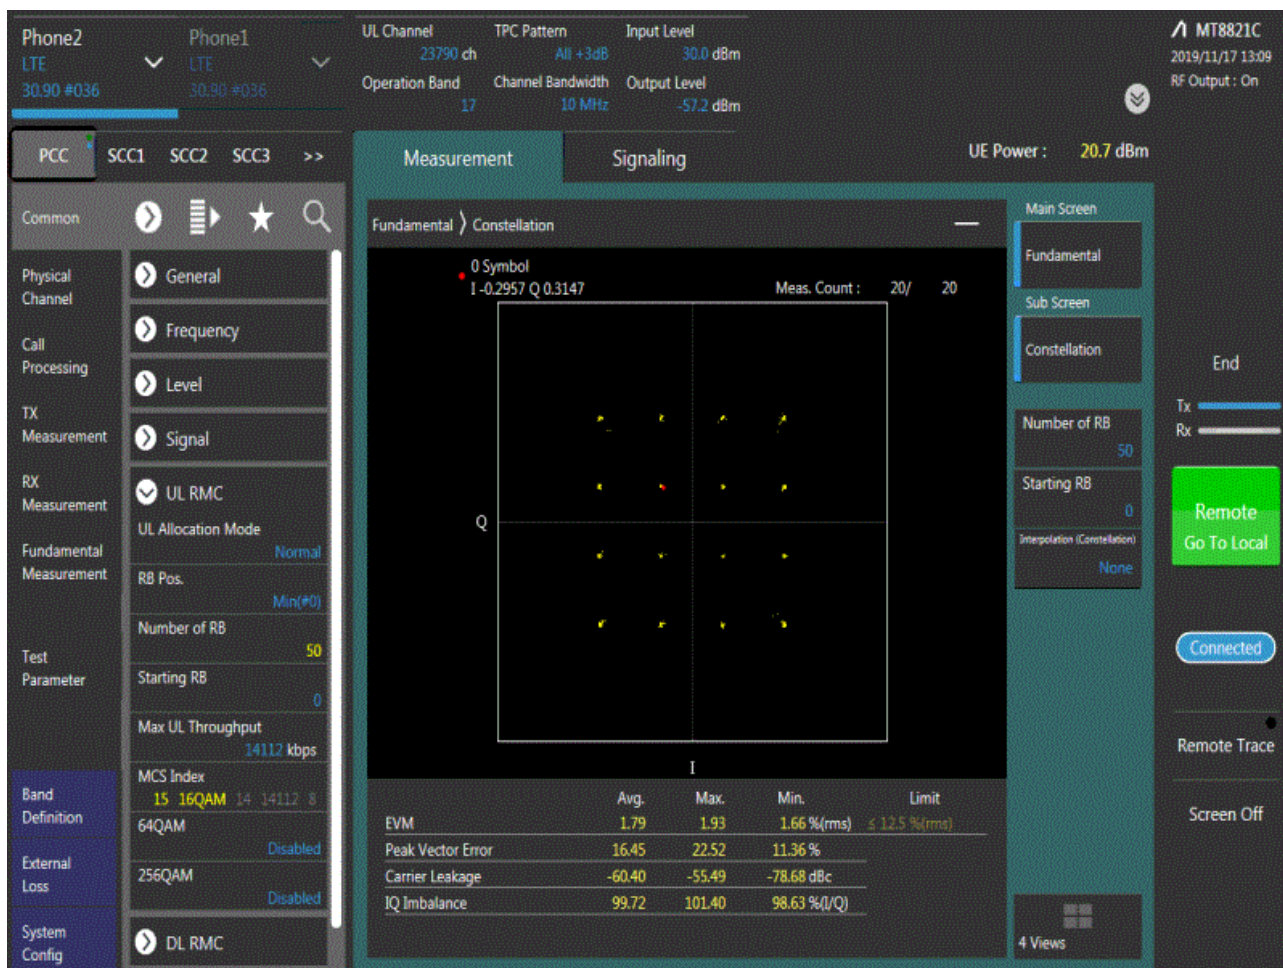 Phone2
LTE
30.90 #036
Phone1
LTE
30.90 #036
UL Channel
23790 ch
TPC Pattern
All +3dB
Input Level
30.0 dBm
Operation Band
17
Channel Bandwidth
10 MHz
Output Level
-57.2 dBm
MT8821C
2019/11/17 13:09
RF Output : On
PCC SCC1 SCC2 SCC3 >>
Measurement Signaling
UE Power : 20.7 dBm
Common
Physical
Channel
Call
Processing
TX
Measurement
RX
Measurement
Fundamental
Measurement
Test
Parameter
Band
Definition
External
Loss
System
Config
General
Frequency
Level
Signal
UL RMC
UL Allocation Mode
Normal
RB Pos.
Min(#0)
Number of RB
50
Starting RB
0
Max UL Throughput
14112 kbps
MCS Index
15 16QAM 14 14112 8
64QAM
Disabled
256QAM
Disabled
DL RMC
Fundamental Constellation
0 Symbol
I -0.2957 Q 0.3147
Meas. Count : 20/ 20
Q
I
Avg. Max. Min. Limit
EVM 1.79 1.93 1.66 %(rms) ≤ 12.5 %(rms)
Peak Vector Error 16.45 22.52 11.36 %
Carrier Leakage -60.40 -55.49 -78.68 dBc
IQ Imbalance 99.72 101.40 98.63 %(I/Q)
Main Screen
Fundamental
Sub Screen
Constellation
Number of RB
50
Starting RB
0
Interpolation (Constellation)
None
4 Views
End
Tx
Rx
Remote
Go To Local
Connected
Remote Trace
Screen Off